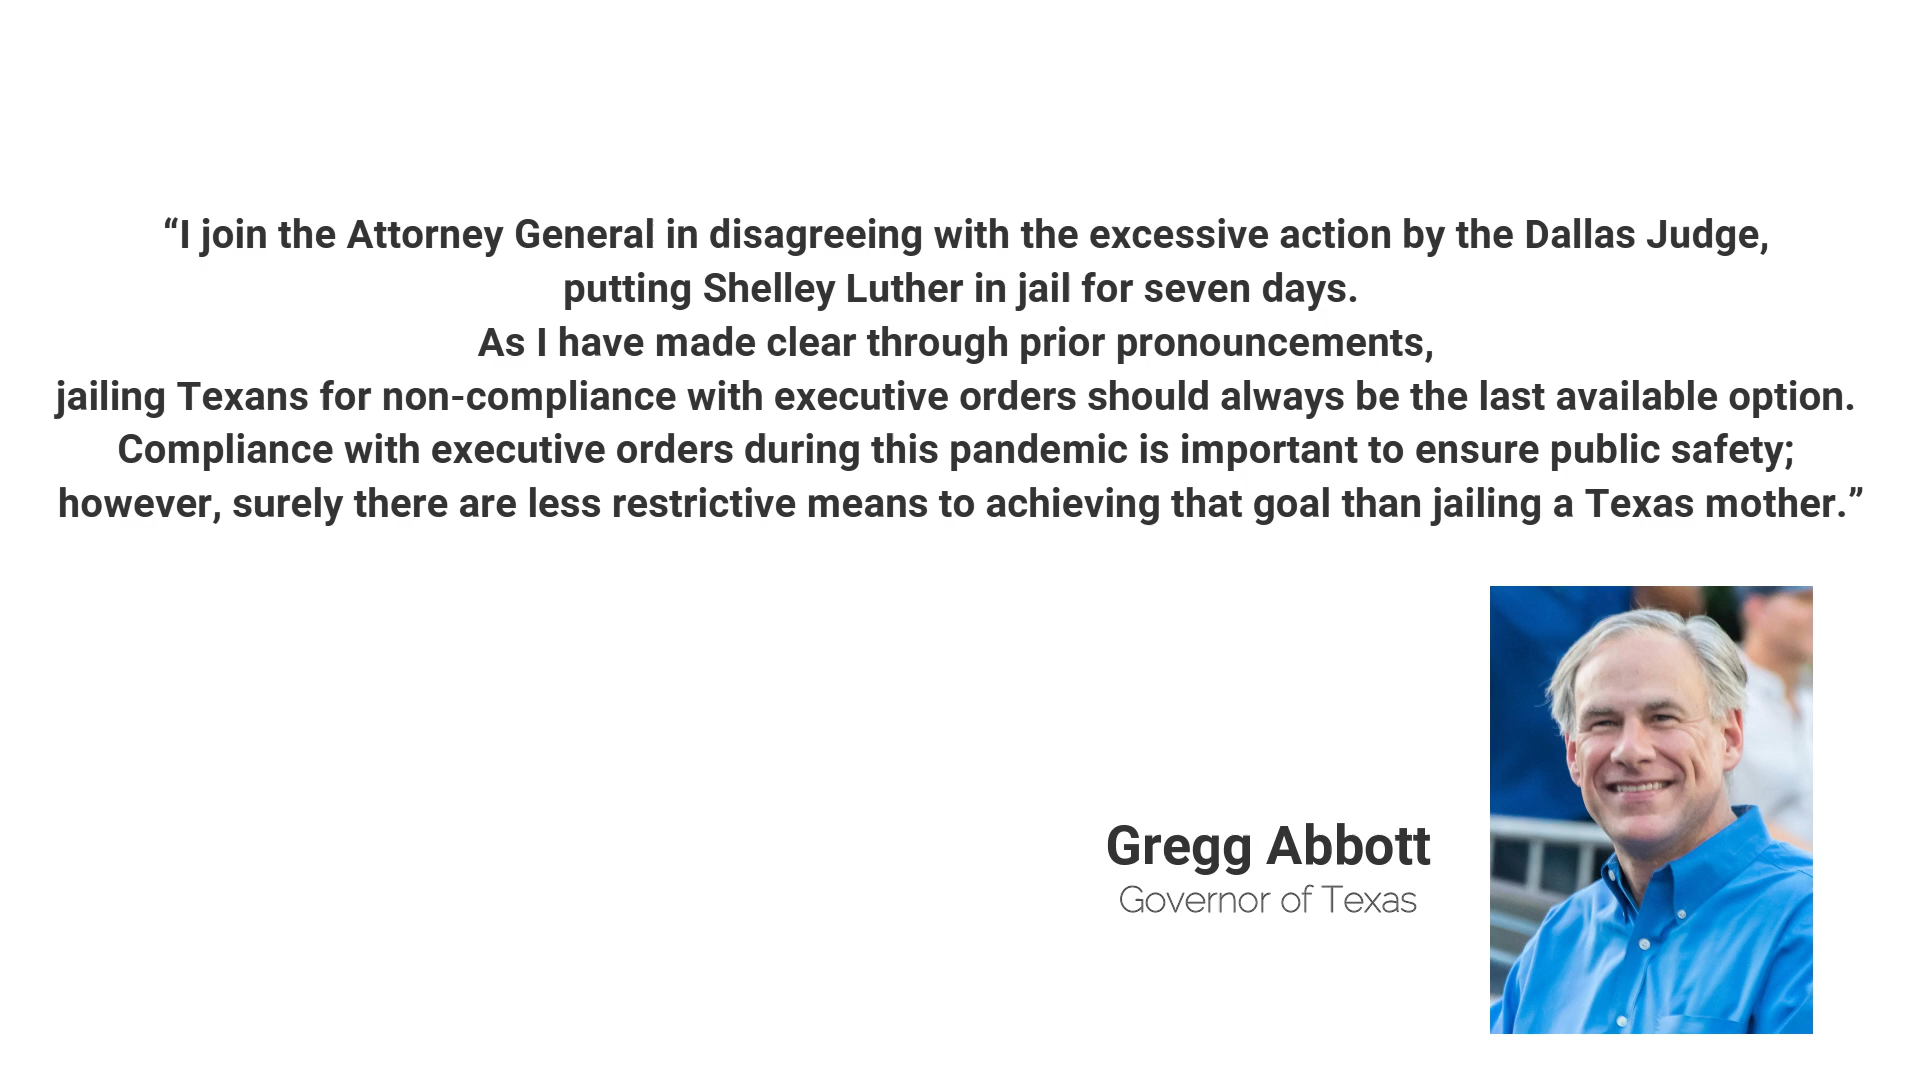 “I join the Attorney General in disagreeing with the excessive action by the Dallas Judge,
putting Shelley Luther in jail for seven days.
As I have made clear through prior pronouncements,
jailing Texans for non-compliance with executive orders should always be the last available option.
Compliance with executive orders during this pandemic is important to ensure public safety;
however, surely there are less restrictive means to achieving that goal than jailing a Texas mother.”
Gregg Abbott
Governor of Texas